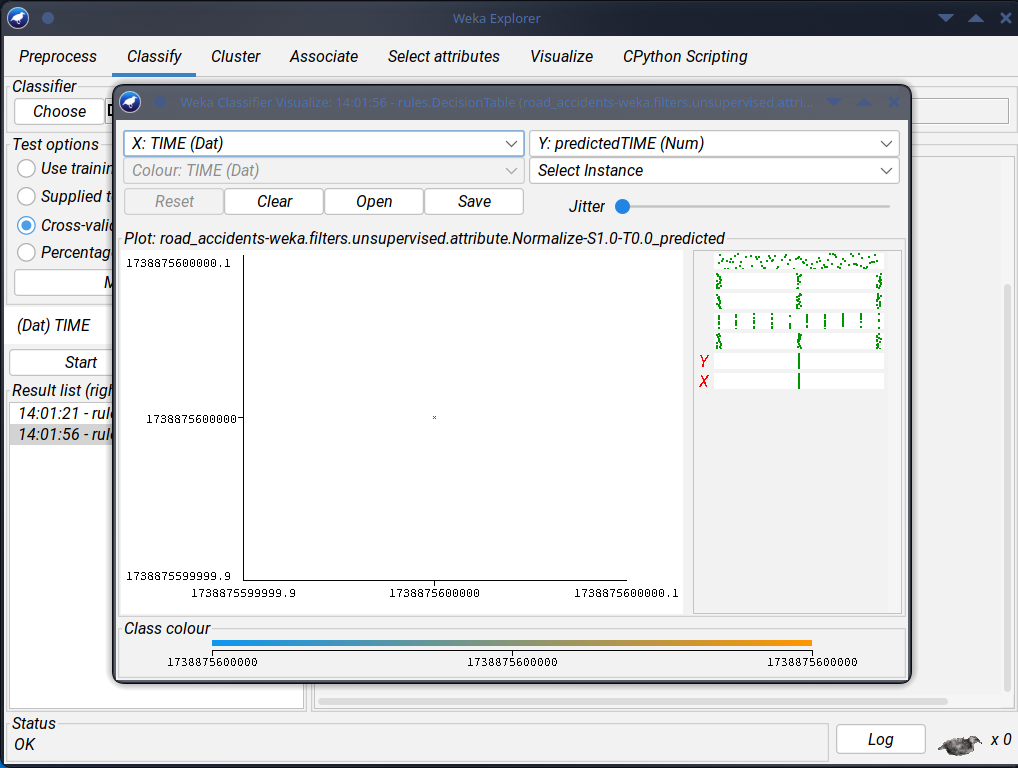 Weka Explorer
Preprocess Classify Cluster Associate Select attributes Visualize CPython Scripting
Classifier
Choose
Weka Classifier Visualize: 14:01:56 - rules.DecisionTable (road_accidents-weka.filters.unsupervised.attri...
Test options
Use trainin
Supplied t
Cross-valid
Percentag
M
(Dat) TIME
Start
Result list (righ
14:01:21 - rul
14:01:56 - rul
X: TIME (Dat) Y: predictedTIME (Num)
Colour: TIME (Dat) Select Instance
Reset Clear Open Save Jitter
Plot: road_accidents-weka.filters.unsupervised.attribute.Normalize-S1.0-T0.0_predicted
1738875600000.1
1738875600000
1738875599999.9
1738875599999.9 1738875600000 1738875600000.1
Y
X
Class colour
1738875600000 1738875600000 1738875600000
Status
OK
Log
x 0